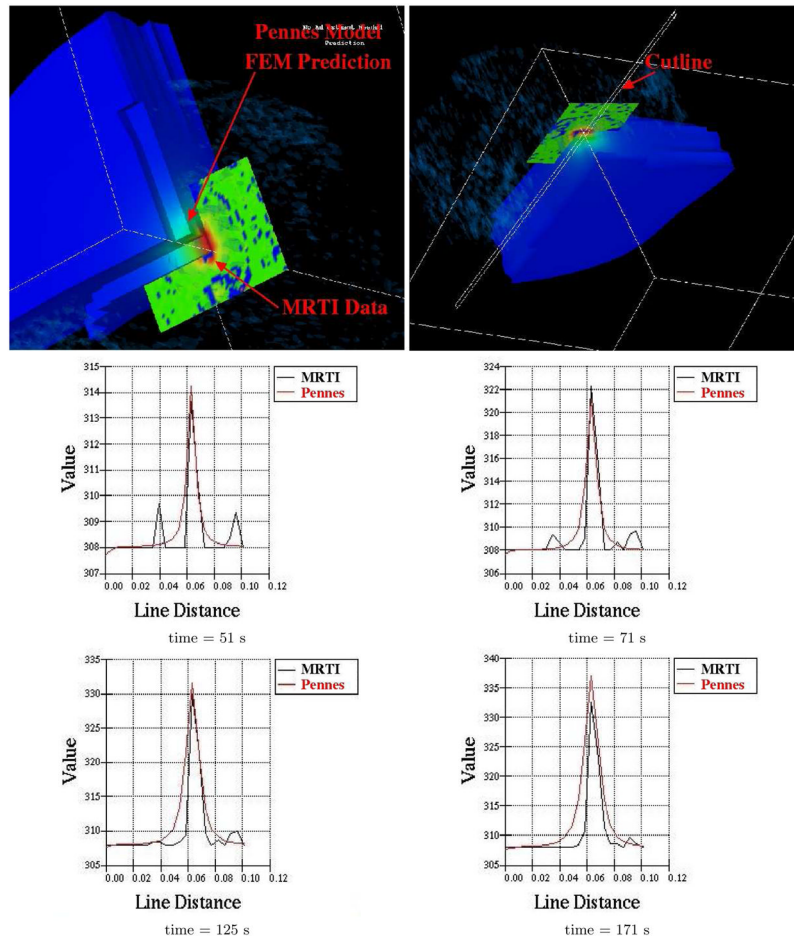 No Ad Patient Needed
Prediction
Pennes Model
FEM Prediction
MRTI Data
Cutline
315
314
313
312
311
310
309
308
307
0.00 0.02 0.04 0.06 0.08 0.10 0.12
Value
Line Distance
MRTI
Pennes
time = 51 s
324
322
320
318
316
314
312
310
308
306
0.00 0.02 0.04 0.06 0.08 0.10 0.12
Value
Line Distance
MRTI
Pennes
time = 71 s
335
330
325
320
315
310
305
0.00 0.02 0.04 0.06 0.08 0.10 0.12
Value
Line Distance
MRTI
Pennes
time = 125 s
340
335
330
325
320
315
310
305
0.00 0.02 0.04 0.06 0.08 0.10 0.12
Value
Line Distance
MRTI
Pennes
time = 171 s